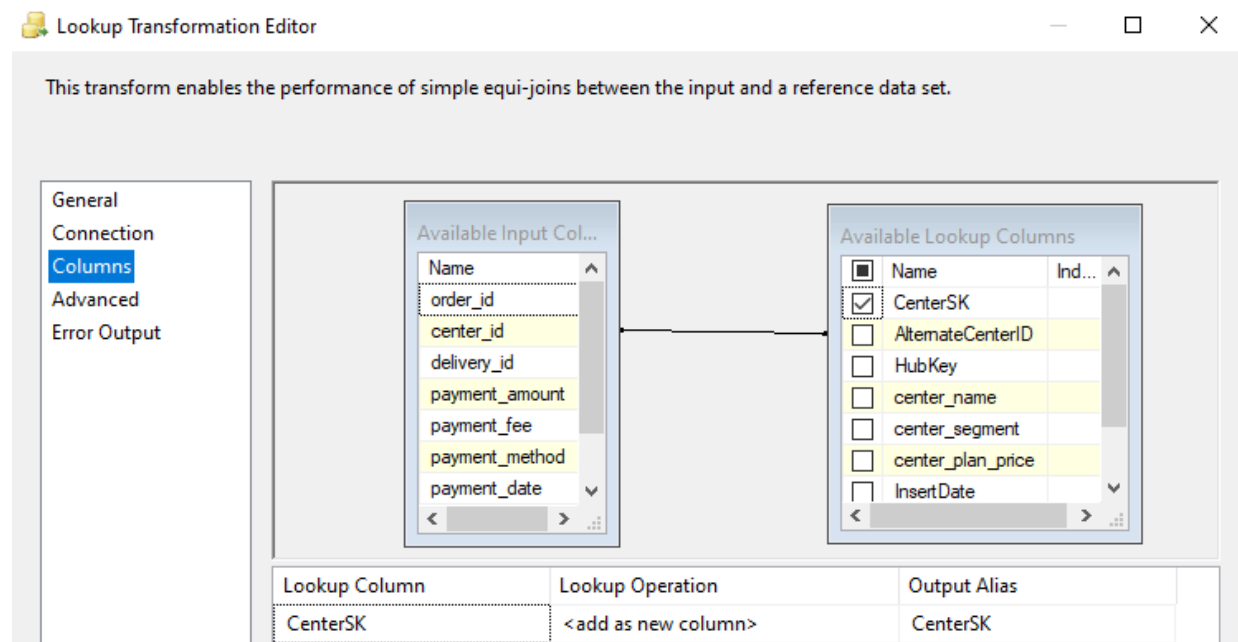 Lookup Transformation Editor
This transform enables the performance of simple equi-joins between the input and a reference data set.
General
Connection
Columns
Advanced
Error Output
Available Input Col...
Name
order_id
center_id
delivery_id
payment_amount
payment_fee
payment_method
payment_date
Available Lookup Columns
Name Ind...
CenterSK
AlternateCenterID
HubKey
center_name
center_segment
center_plan_price
InsertDate
Lookup Column Lookup Operation Output Alias
CenterSK <add as new column> CenterSK